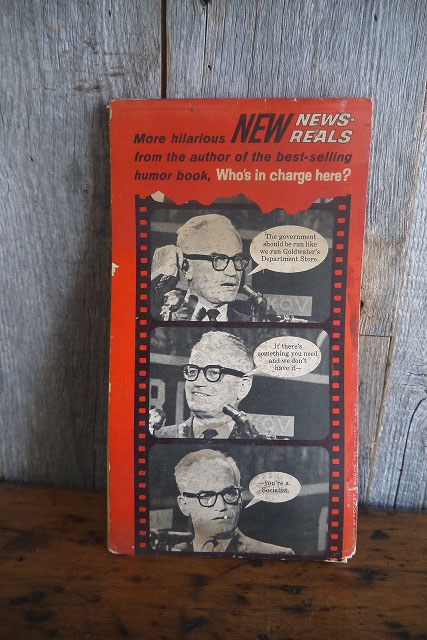 More hilarious NEW NEWS-
REALS
from the author of the best-selling
humor book, Who's in charge here?
The government
should be run like
we run Goldwater's
Department Store.
KQV
If there's
something you need
and we don't
have it—
KQV
—you're a
Socialist.